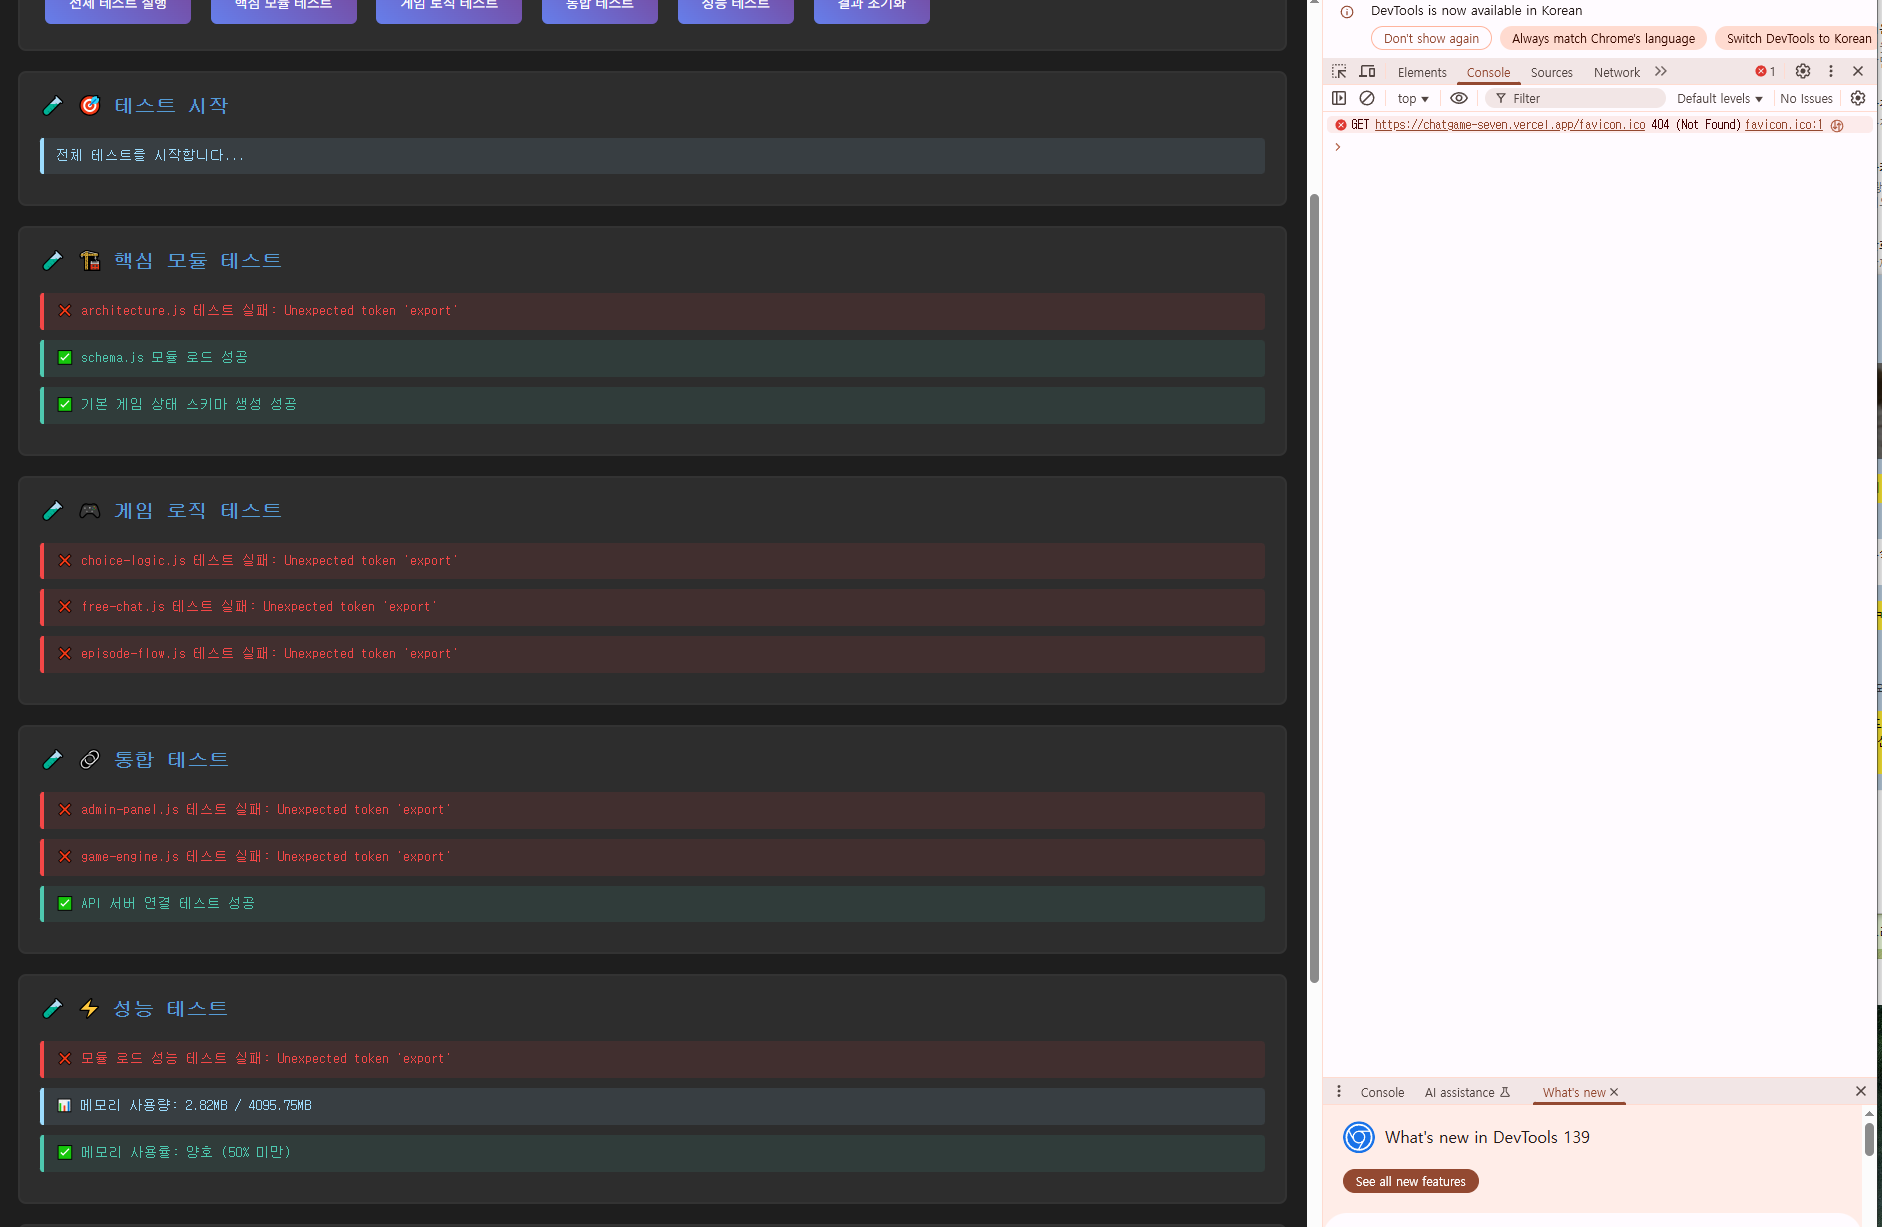 전체 테스트 실행
핵심 모듈 테스트
게임 로직 테스트
통합 테스트
성능 테스트
결과 초기화
테스트 시작
전체 테스트를 시작합니다...
핵심 모듈 테스트
architecture.js 테스트 실패: Unexpected token 'export'
schema.js 모듈 로드 성공
기본 게임 상태 스키마 생성 성공
게임 로직 테스트
choice-logic.js 테스트 실패: Unexpected token 'export'
free-chat.js 테스트 실패: Unexpected token 'export'
episode-flow.js 테스트 실패: Unexpected token 'export'
통합 테스트
admin-panel.js 테스트 실패: Unexpected token 'export'
game-engine.js 테스트 실패: Unexpected token 'export'
API 서버 연결 테스트 성공
성능 테스트
모듈 로드 성능 테스트 실패: Unexpected token 'export'
메모리 사용량: 2.82MB / 4095.75MB
메모리 사용률: 양호 (50% 미만)
DevTools is now available in Korean
Don't show again
Always match Chrome's language
Switch DevTools to Korean
Elements
Console
Sources
Network
1
top
Filter
Default levels
No Issues
GET https://chatgame-seven.vercel.app/favicon.ico 404 (Not Found) favicon.ico:1
Console
AI assistance
What's new
What's new in DevTools 139
See all new features